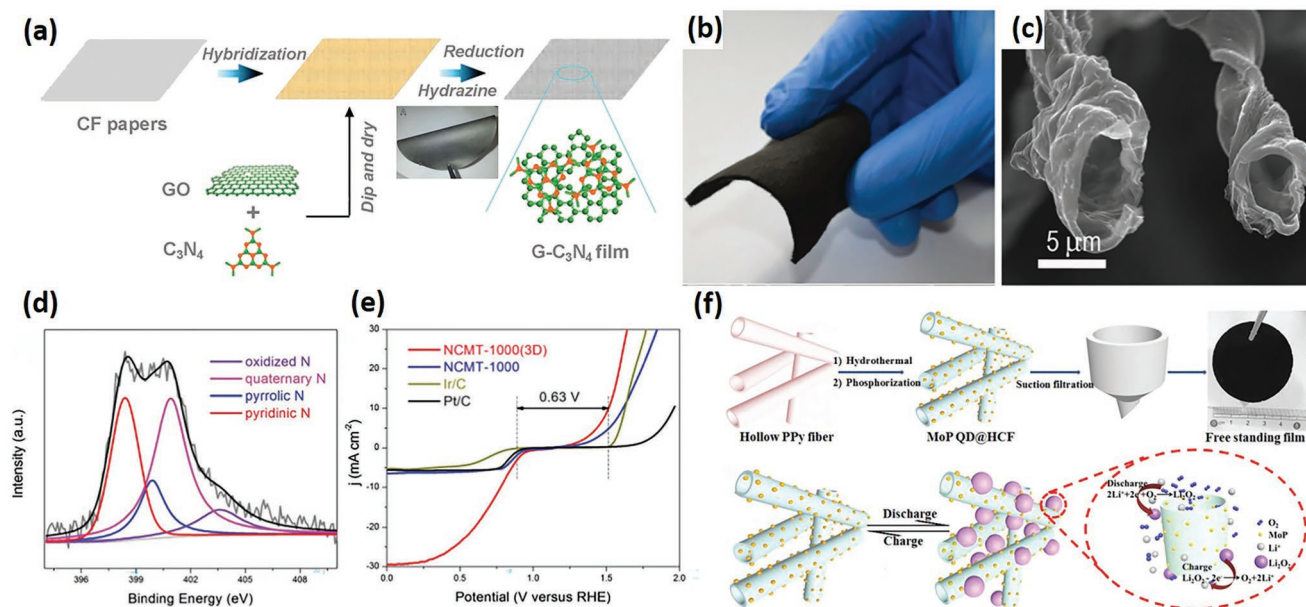 (a)
Hybridization
Reduction
Hydrazine
CF papers
GO
+
C₃N₄
Dip and dry
A
G-C₃N₄ film
(b)
(c)
5 μm
(d)
Intensity (a.u.)
oxidized N
quaternary N
pyrrolic N
pyridinic N
396 399 402 405 408
Binding Energy (eV)
(e)
j (mA cm⁻²)
30
20
10
0
-10
-20
-30
NCMT-1000(3D)
NCMT-1000
Ir/C
Pt/C
0.63 V
0.0 0.5 1.0 1.5 2.0
Potential (V versus RHE)
(f)
1) Hydrothermal
2) Phosphorization
Suction filtration
Hollow PPy fiber
MoP QD@HCF
Free standing film
Discharge
Charge
Discharge
2Li⁺+2e⁻+O₂→Li₂O₂
Charge
Li₂O₂ - 2e⁻→O₂+2Li⁺
O₂
MoP
Li⁺
Li₂O₂